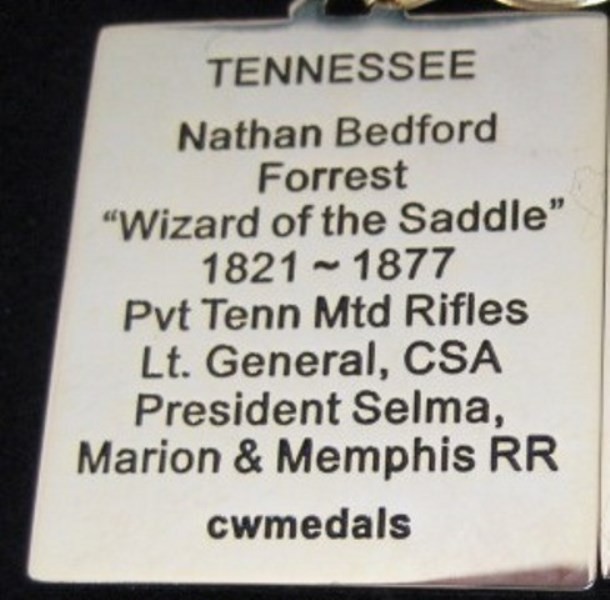 TENNESSEE
Nathan Bedford
Forrest
“Wizard of the Saddle”
1821 ~ 1877
Pvt Tenn Mtd Rifles
Lt. General, CSA
President Selma,
Marion & Memphis RR
cwmedals